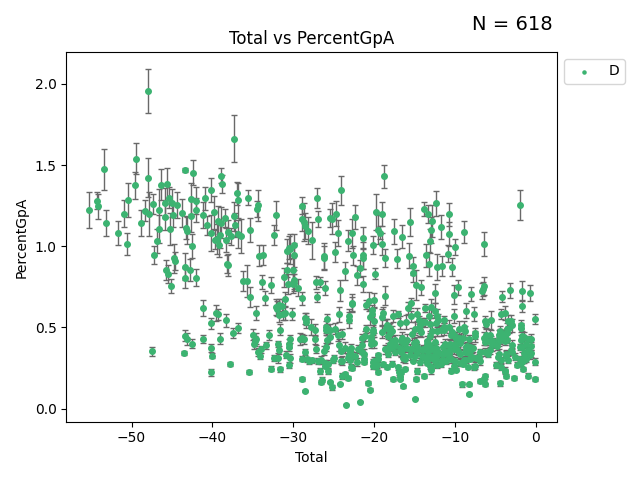 N = 618
Total vs PercentGpA
D
PercentGpA
2.0
1.5
1.0
0.5
0.0
−50 −40 −30 −20 −10 0
Total